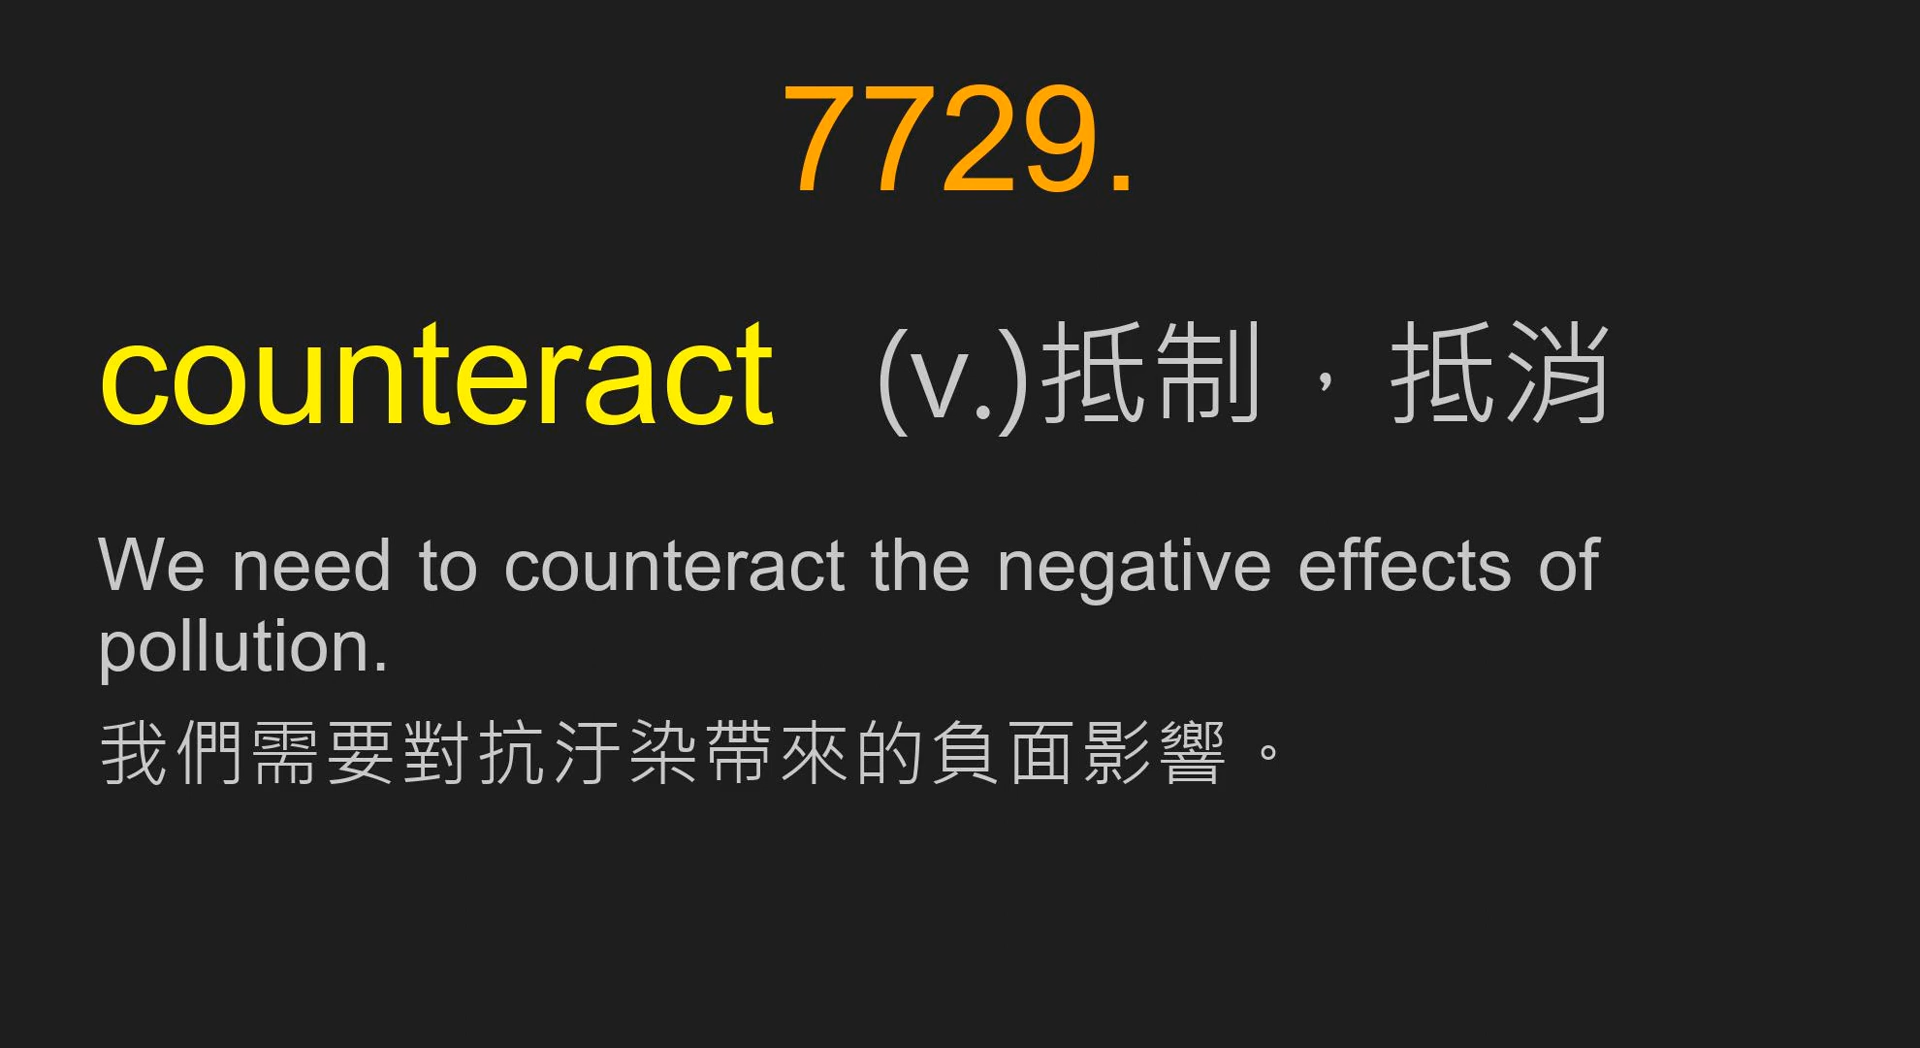 7729.
counteract (v.)抵制，抵消
We need to counteract the negative effects of
pollution.
我們需要對抗汙染帶來的負面影響。